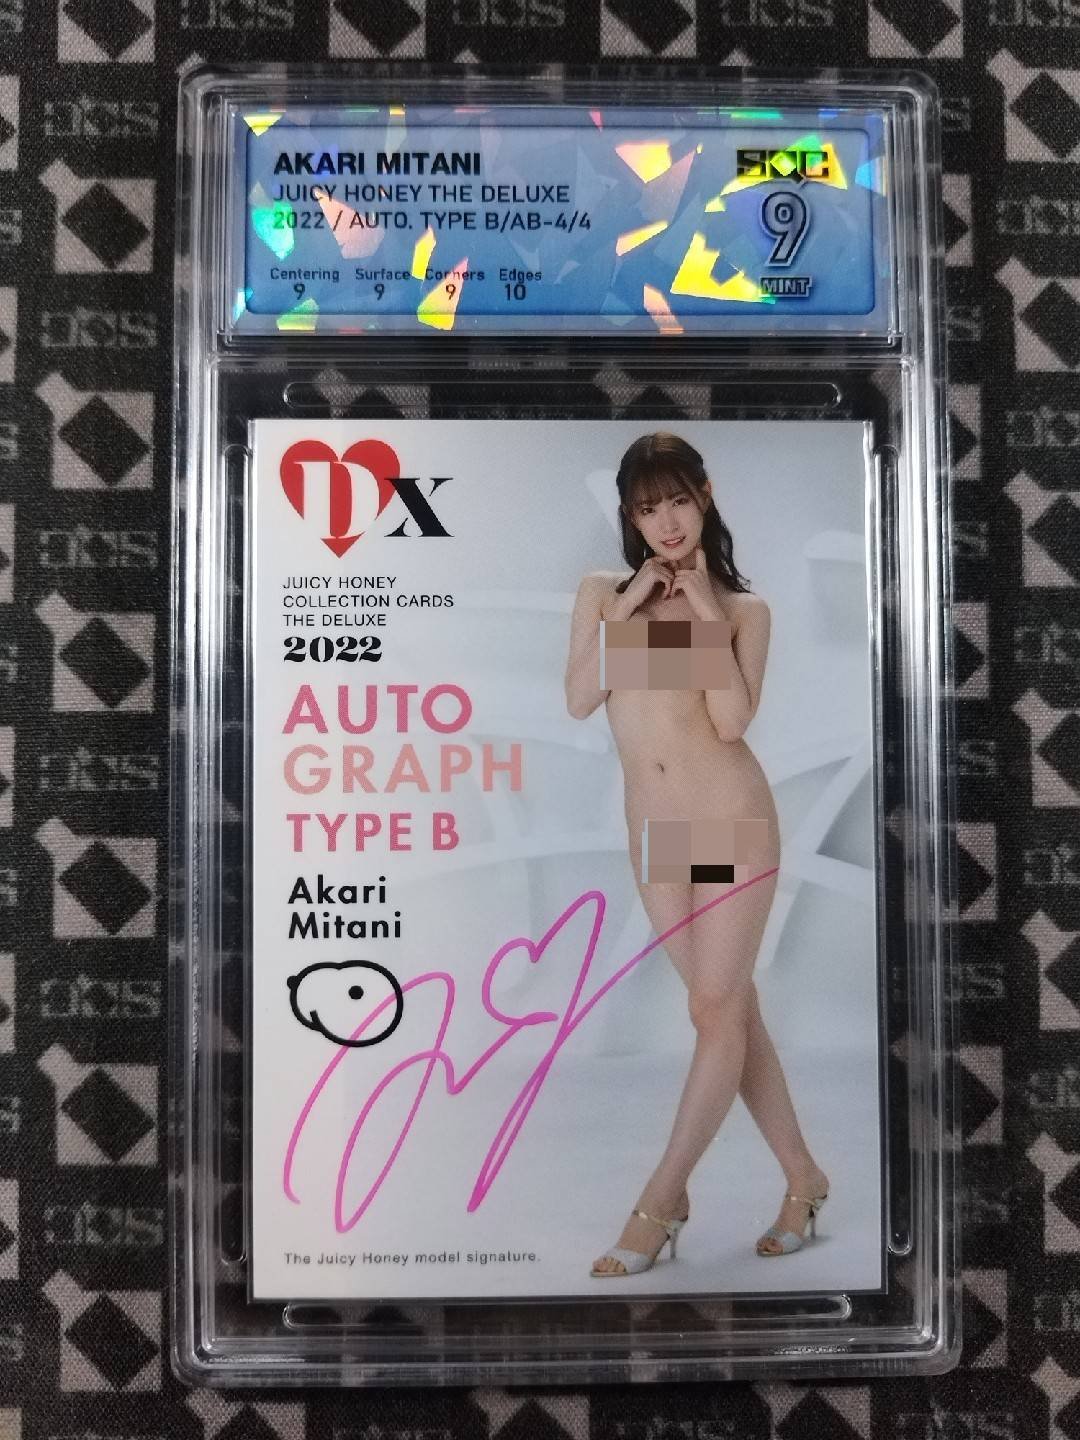 AKARI MITANI
JUICY HONEY THE DELUXE
2022 / AUTO. TYPE B/AB-4/4
Centering Surface Corners Edges
9 9 9 10
9
MINT
DX
JUICY HONEY
COLLECTION CARDS
THE DELUXE
2022
AUTO
GRAPH
TYPE B
Akari
Mitani
The Juicy Honey model signature.